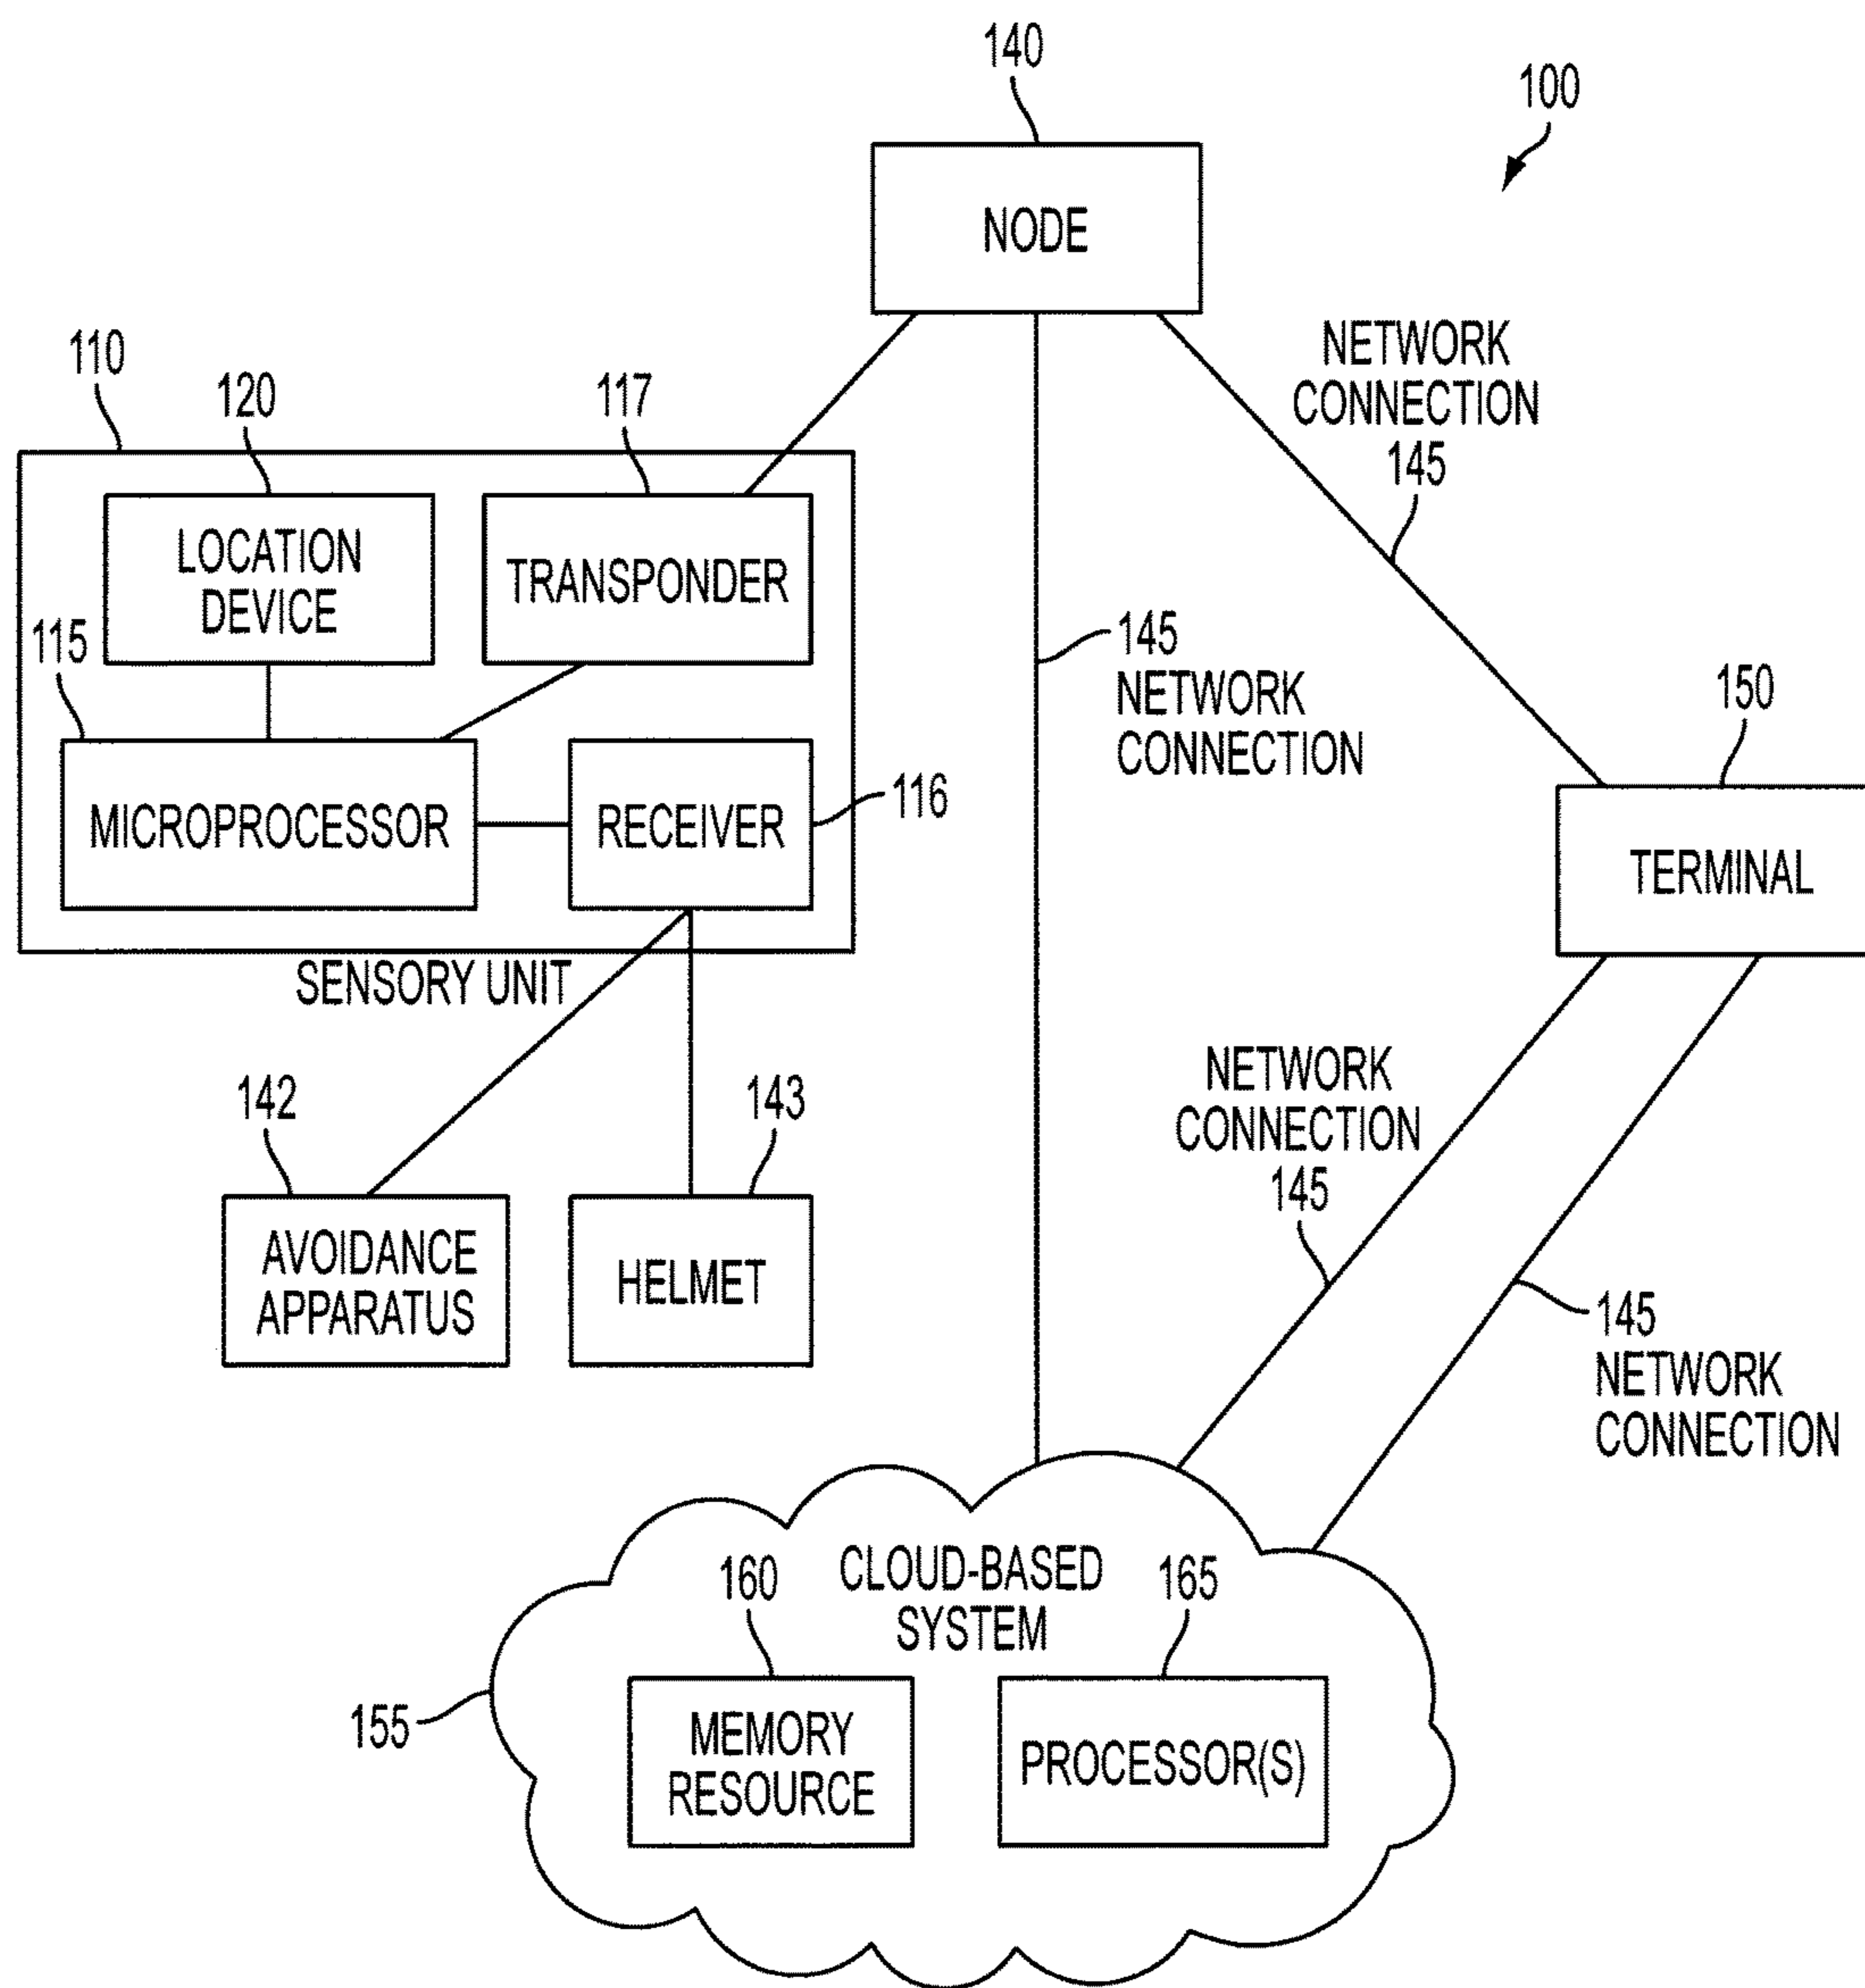 140
100
NODE
NETWORK
CONNECTION
145
110
120
117
LOCATION
DEVICE
TRANSPONDER
115
145
NETWORK
CONNECTION
150
MICROPROCESSOR
RECEIVER
116
TERMINAL
SENSORY UNIT
142
143
NETWORK
CONNECTION
145
AVOIDANCE
APPARATUS
HELMET
145
NETWORK
CONNECTION
CLOUD-BASED
SYSTEM
160
165
155
MEMORY
RESOURCE
PROCESSOR(S)